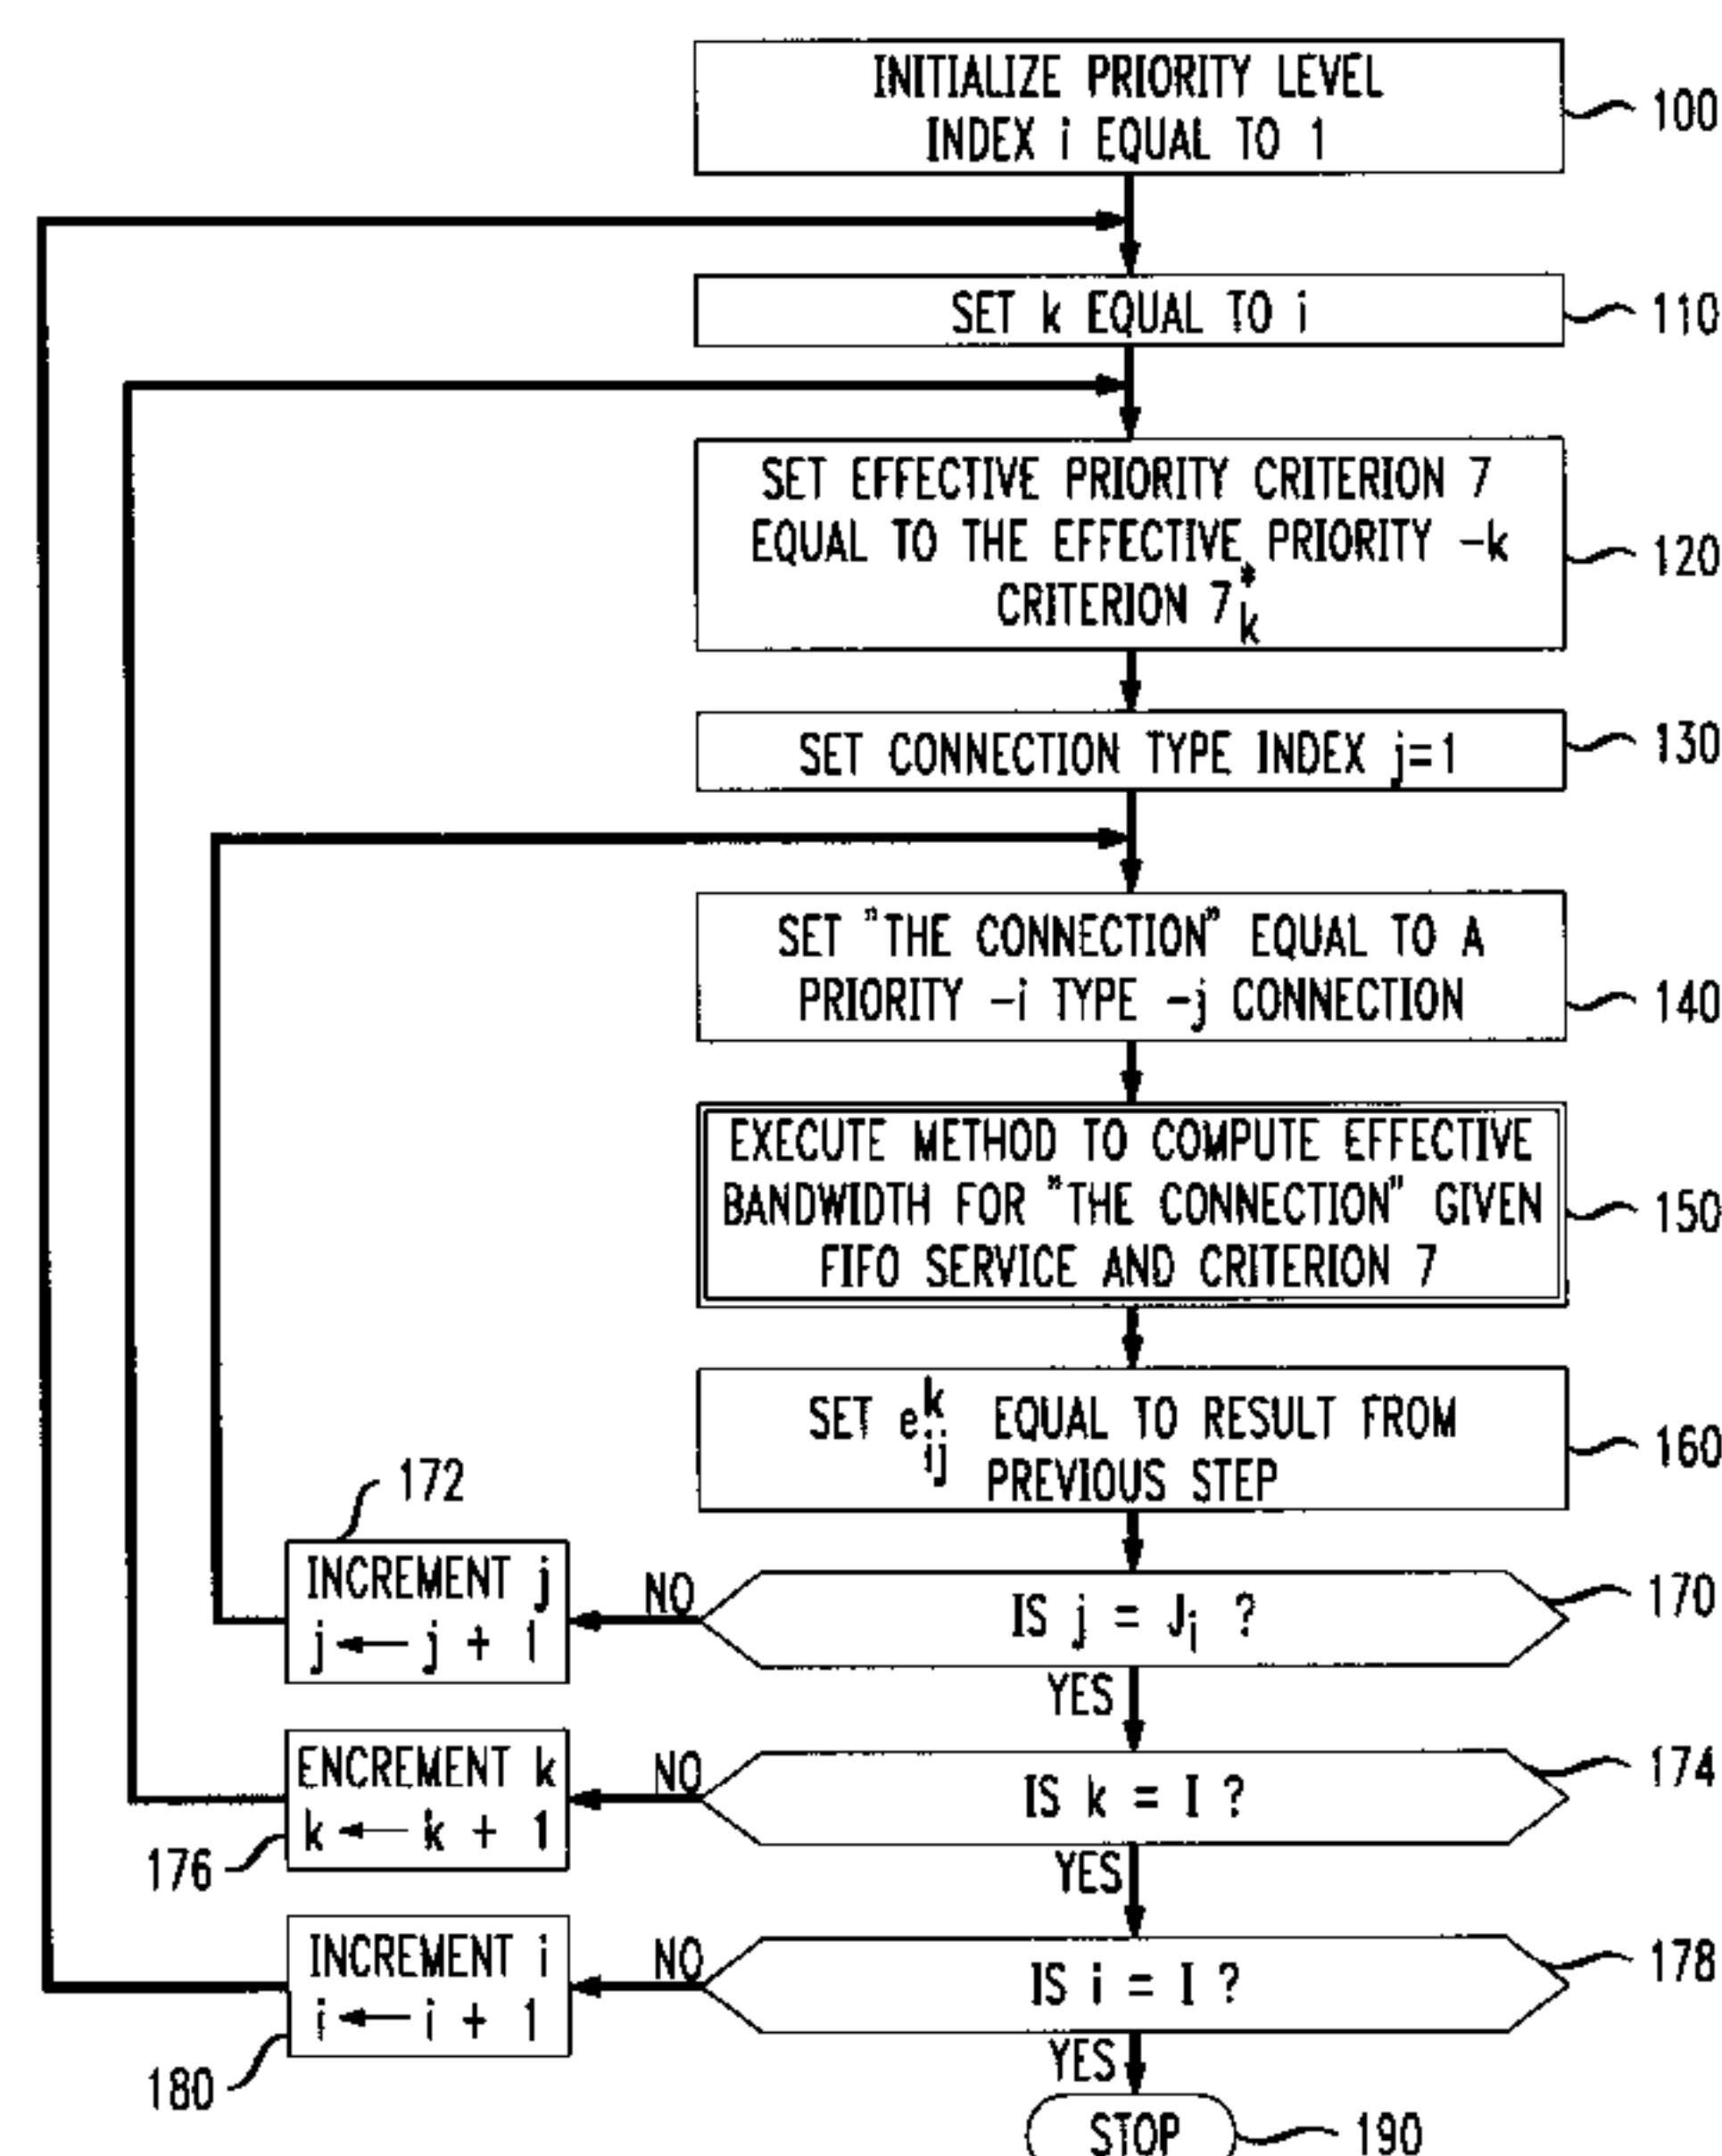 INITIALIZE PRIORITY LEVEL
INDEX i EQUAL TO 1
100
SET k EQUAL TO i
110
SET EFFECTIVE PRIORITY CRITERION 7
EQUAL TO THE EFFECTIVE PRIORITY -k
CRITERION 7*k
120
SET CONNECTION TYPE INDEX j=1
130
SET "THE CONNECTION" EQUAL TO A
PRIORITY -i TYPE -j CONNECTION
140
EXECUTE METHOD TO COMPUTE EFFECTIVE
BANDWIDTH FOR "THE CONNECTION" GIVEN
FIFO SERVICE AND CRITERION 7
150
SET e^k_ij EQUAL TO RESULT FROM
PREVIOUS STEP
160
172
INCREMENT j
j ← j + 1
NO
IS j = Ji ?
170
YES
ENCREMENT k
k ← k + 1
176
NO
IS k = I ?
174
YES
INCREMENT i
i ← i + 1
180
NO
IS i = I ?
178
YES
STOP
190